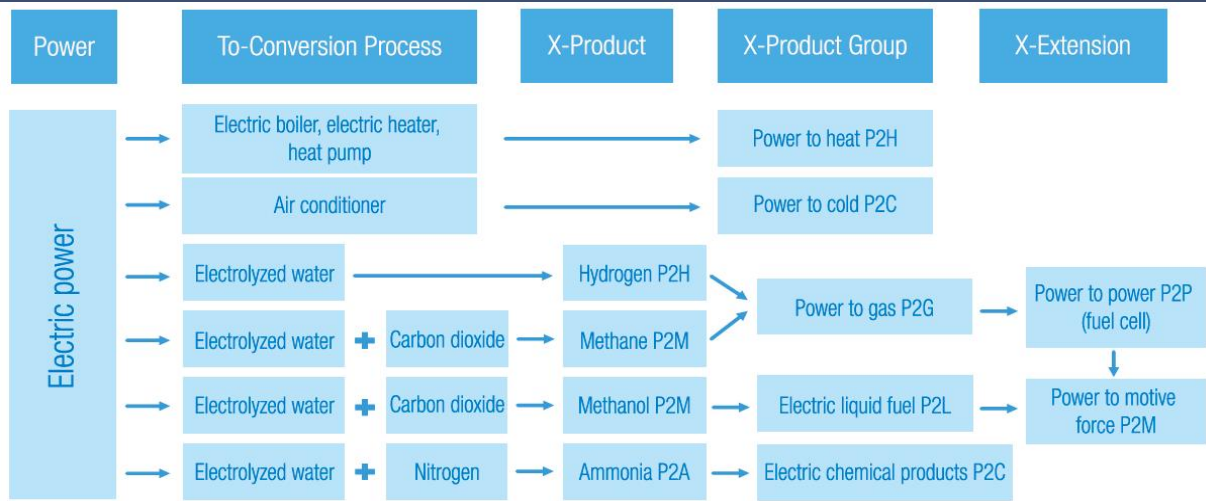 Power
To-Conversion Process
X-Product
X-Product Group
X-Extension
Electric power
Electric boiler, electric heater,
heat pump
Power to heat P2H
Air conditioner
Power to cold P2C
Electrolyzed water
Hydrogen P2H
Electrolyzed water
+
Carbon dioxide
Methane P2M
Power to gas P2G
Power to power P2P
(fuel cell)
Electrolyzed water
+
Carbon dioxide
Methanol P2M
Electric liquid fuel P2L
Power to motive
force P2M
Electrolyzed water
+
Nitrogen
Ammonia P2A
Electric chemical products P2C